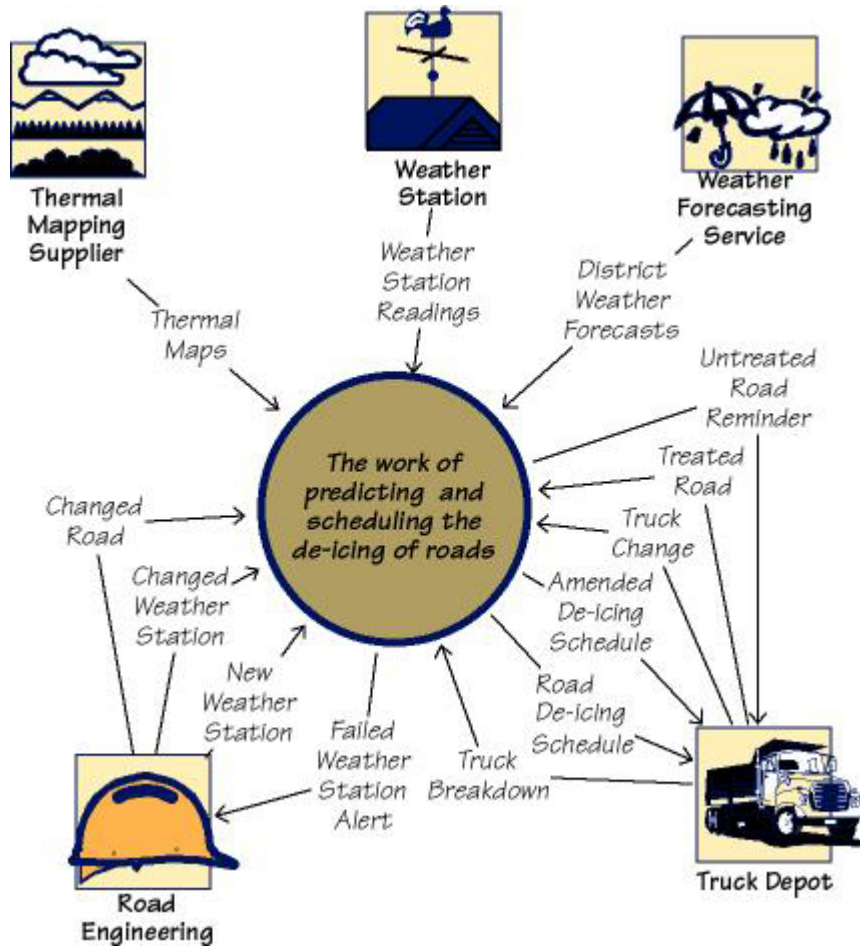 Thermal
Mapping
Supplier
Weather
Station
Weather
Forecasting
Service
Thermal
Maps
Weather
Station
Readings
District
Weather
Forecasts
Untreated
Road
Reminder
Treated
Road
Truck
Change
The work of
predicting and
scheduling the
de-icing of roads
Changed
Road
Changed
Weather
Station
New
Weather
Station
Failed
Weather
Station
Alert
Truck
Breakdown
Road
De-icing
Schedule
Amended
De-icing
Schedule
Road
Engineering
Truck Depot